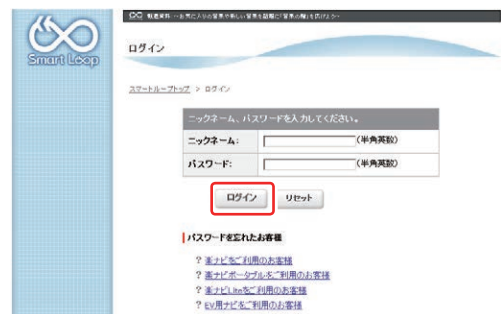 Smart Loop
ログイン
スマートループトップ > ログイン
ニックネーム、パスワードを入力してください。
ニックネーム: (半角英数)
パスワード: (半角英数)
ログイン リセット
パスワードを忘れたお客様
? 楽ナビをご利用のお客様
? 楽ナビポータブルをご利用のお客様
? 楽ナビLiteをご利用のお客様
? EV用ナビをご利用のお客様